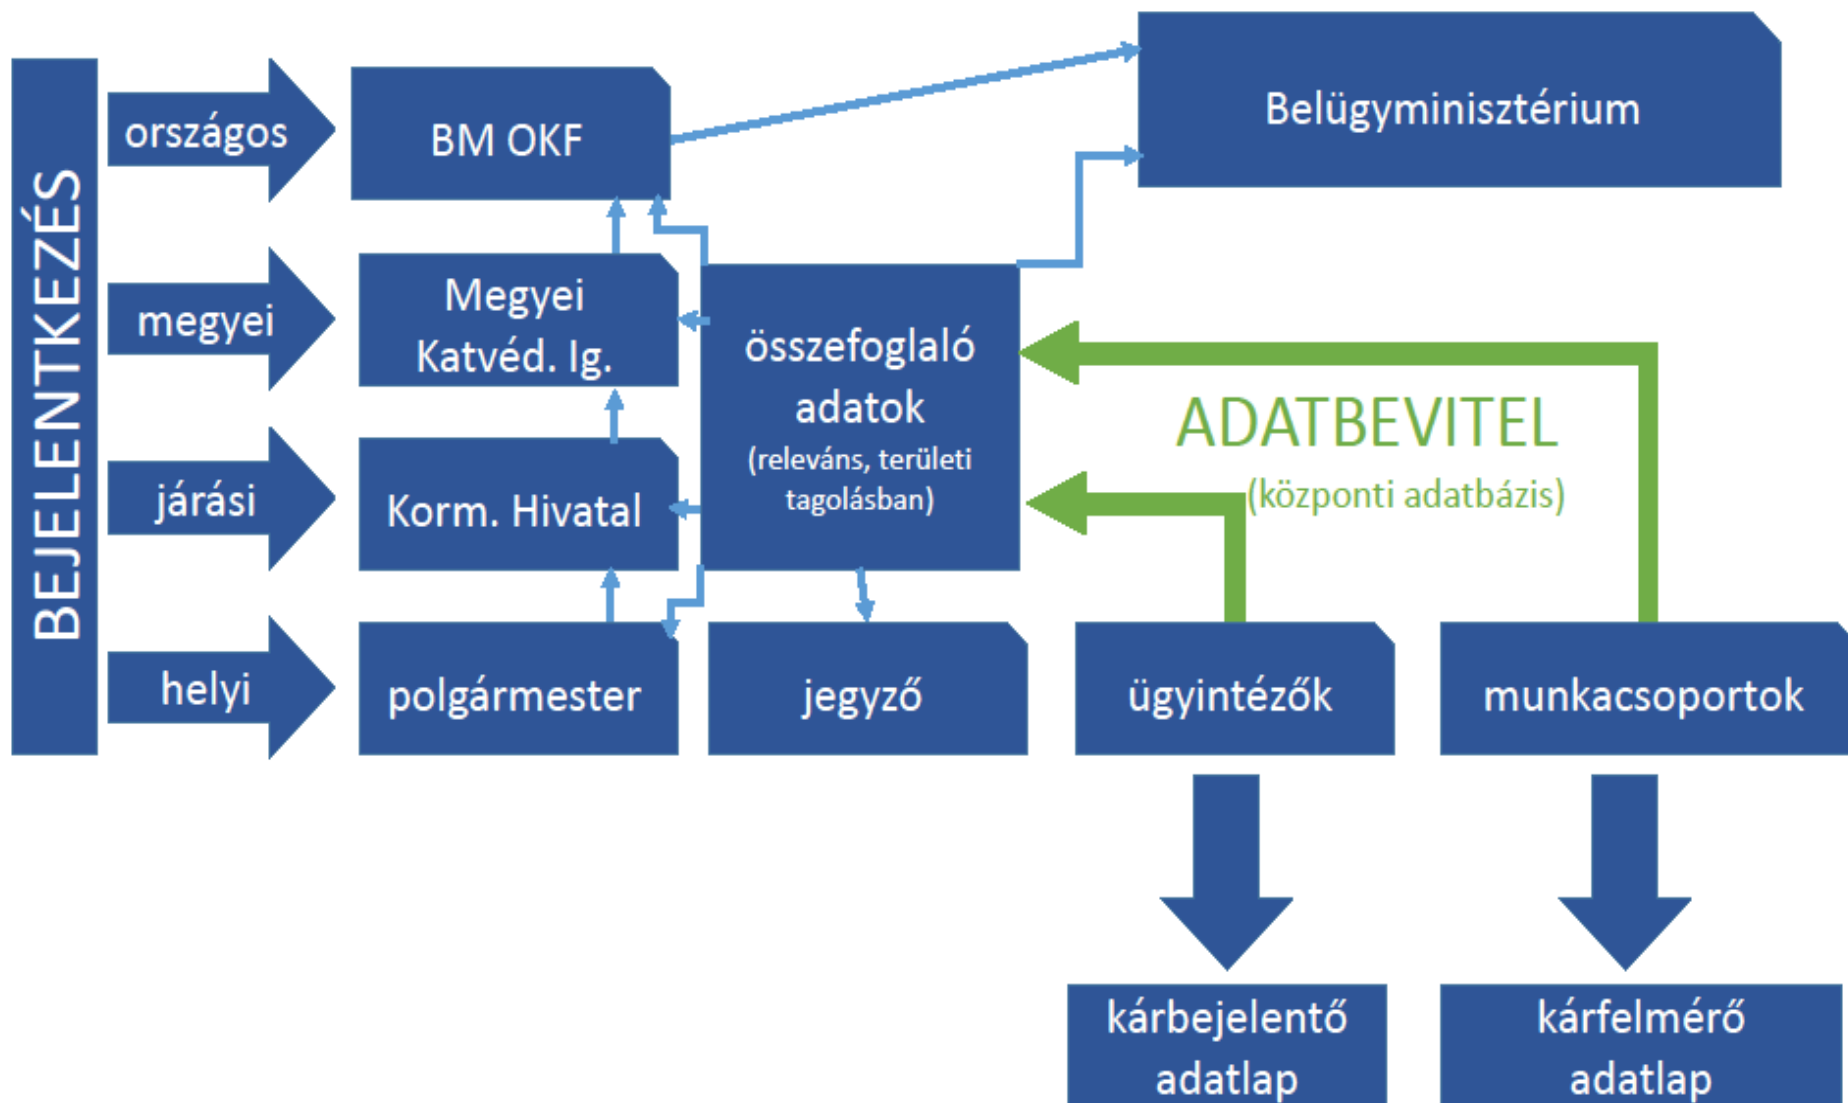 BEJELENTKEZÉS
országos
BM OKF
Belügyminisztérium
megyei
Megyei
Katvéd. Ig.
összefoglaló
adatok
(releváns, területi
tagolásban)
ADATBEVITEL
(központi adatbázis)
járási
Korm. Hivatal
helyi
polgármester
jegyző
ügyintézők
munkacsoportok
kárbejelentő
adatlap
kárfelmérő
adatlap